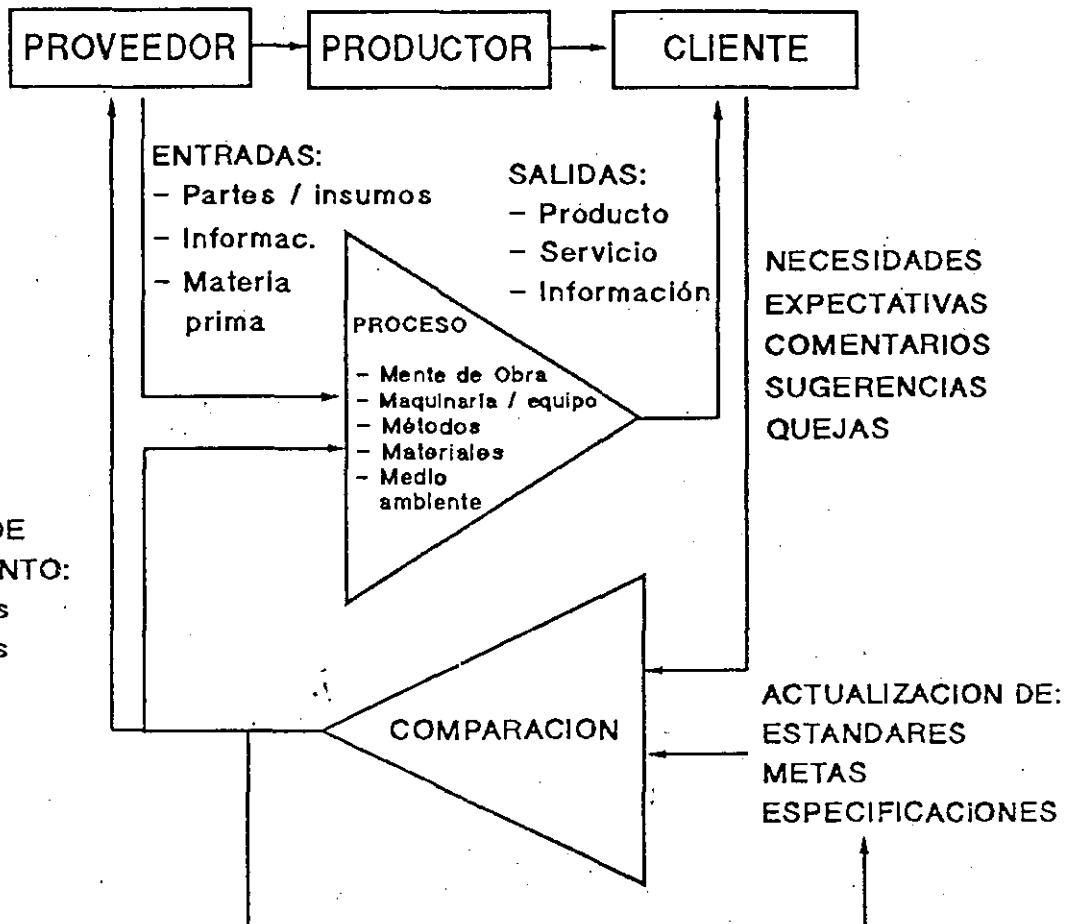 PROVEEDOR
PRODUCTOR
CLIENTE
ENTRADAS:
- Partes / insumos
- Informac.
- Materia
prima
SALIDAS:
- Producto
- Servicio
- Información
PROCESO
- Mente de Obra
- Maquinaria / equipo
- Métodos
- Materiales
- Medio
ambiente
NECESIDADES
EXPECTATIVAS
COMENTARIOS
SUGERENCIAS
QUEJAS
DE
NTO:
s
s
COMPARACION
ACTUALIZACION DE:
ESTANDARES
METAS
ESPECIFICACIONES